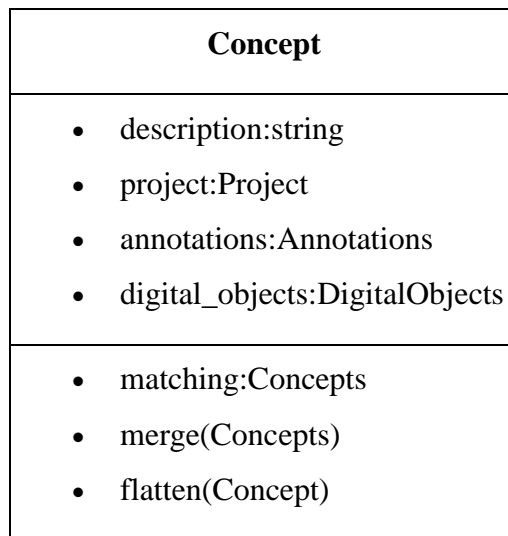 Concept
• description:string
• project:Project
• annotations:Annotations
• digital_objects:DigitalObjects
• matching:Concepts
• merge(Concepts)
• flatten(Concept)